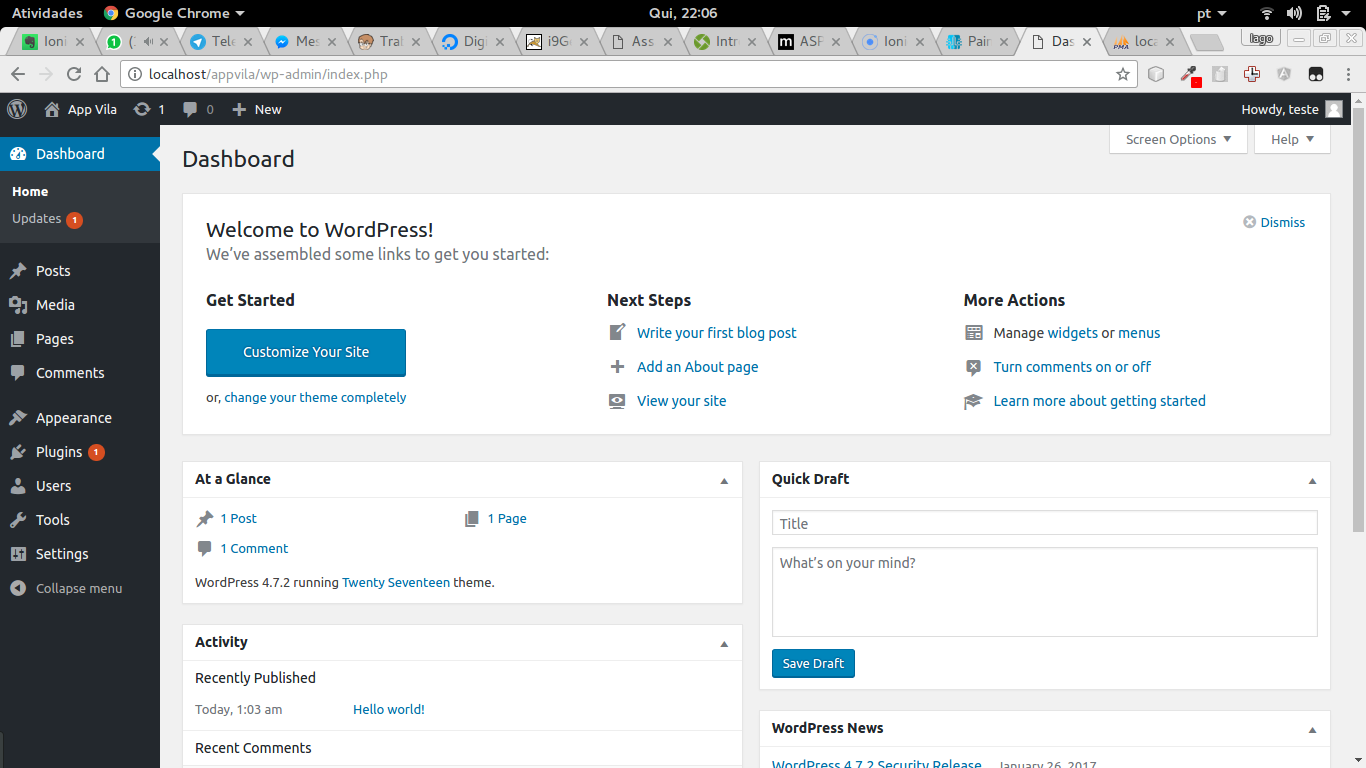 Atividades Google Chrome Qui, 22:06 pt
Ioni (1 Tele Mes Tral Digi i9G Ass Intr ASP Ioni Pain Das loca Iago
localhost/appvila/wp-admin/index.php
App Vila 1 0 New Howdy, teste
Screen Options Help
Dashboard
Home
Updates 1
Posts
Media
Pages
Comments
Appearance
Plugins 1
Users
Tools
Settings
Collapse menu
Dashboard
Welcome to WordPress!
Dismiss
We've assembled some links to get you started:
Get Started
Customize Your Site
or, change your theme completely
Next Steps
Write your first blog post
Add an About page
View your site
More Actions
Manage widgets or menus
Turn comments on or off
Learn more about getting started
At a Glance
1 Post 1 Page
1 Comment
WordPress 4.7.2 running Twenty Seventeen theme.
Activity
Recently Published
Today, 1:03 am Hello world!
Recent Comments
Quick Draft
Title
What's on your mind?
Save Draft
WordPress News
WordPress 4.7.2 Security Release January 26, 2017